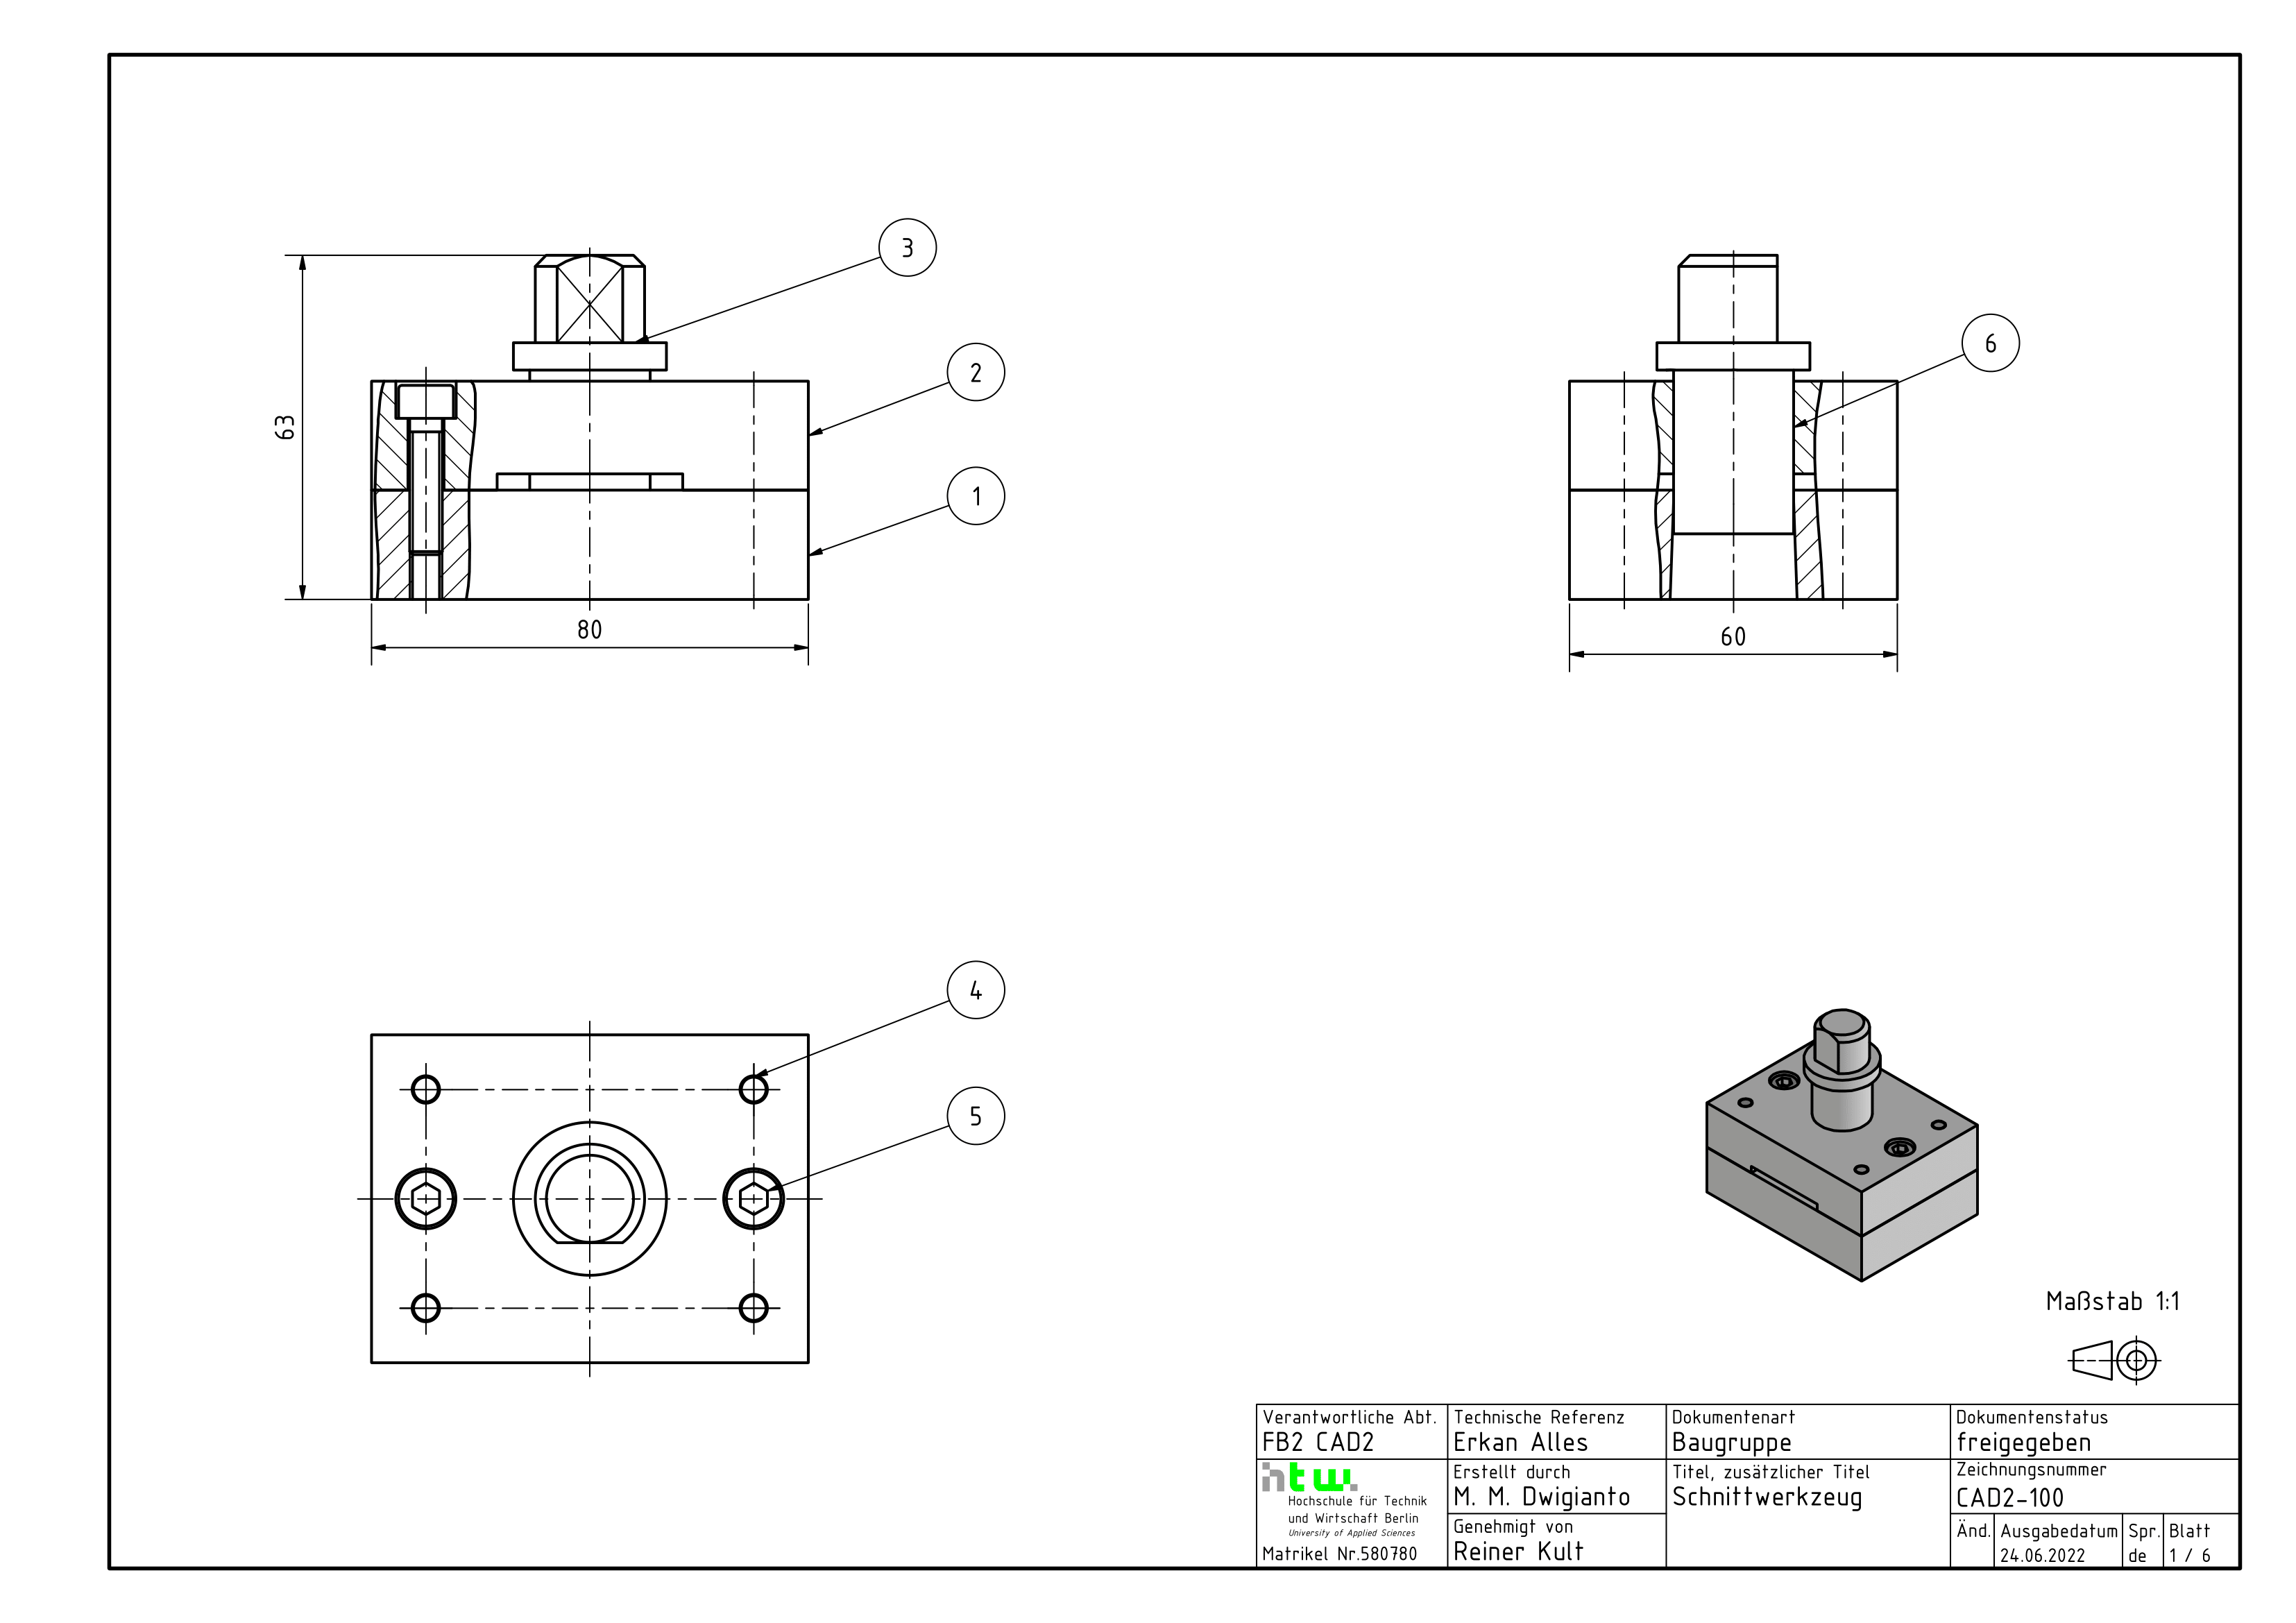 3
2
1
63
80
6
60
4
5
Maßstab 1:1
Verantwortliche Abt.
FB2 CAD2
Technische Referenz
Erkan Alles
Dokumentenart
Baugruppe
Dokumentenstatus
freigegeben
htw.
Hochschule für Technik
und Wirtschaft Berlin
University of Applied Sciences
Matrikel Nr.580780
Erstellt durch
M. M. Dwigianto
Genehmigt von
Reiner Kult
Titel, zusätzlicher Titel
Schnittwerkzeug
Zeichnungsnummer
CAD2-100
Änd.
Ausgabedatum
24.06.2022
Spr.
de
Blatt
1 / 6